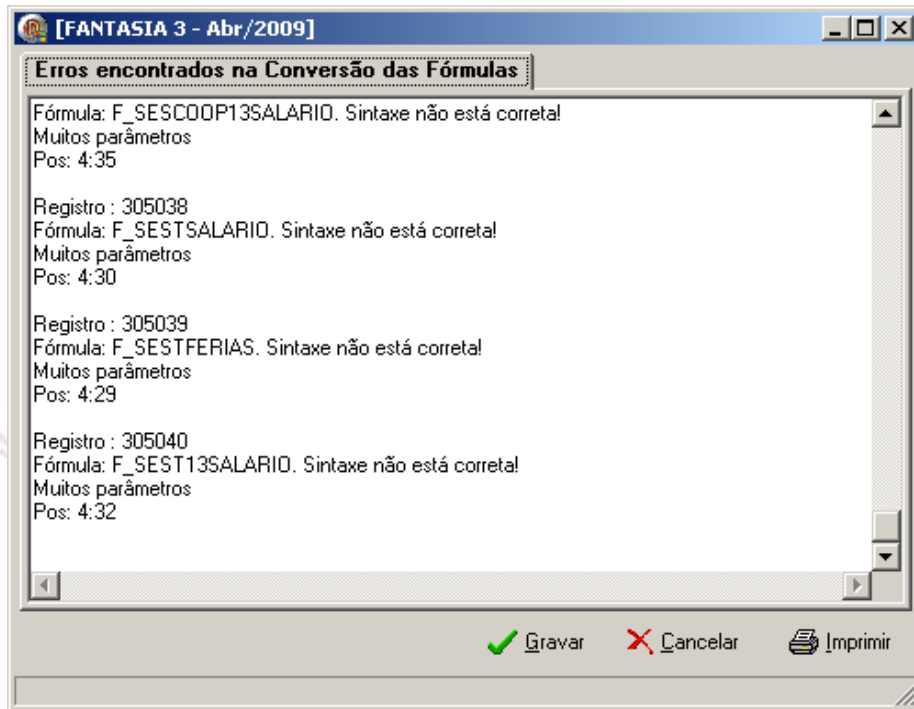 [FANTASIA 3 - Abr/2009]
Erros encontrados na Conversão das Fórmulas
Fórmula: F_SESCOOP13SALARIO. Sintaxe não está correta!
Muitos parâmetros
Pos: 4:35
Registro : 305038
Fórmula: F_SESTSALARIO. Sintaxe não está correta!
Muitos parâmetros
Pos: 4:30
Registro : 305039
Fórmula: F_SESTFERIAS. Sintaxe não está correta!
Muitos parâmetros
Pos: 4:29
Registro : 305040
Fórmula: F_SEST13SALARIO. Sintaxe não está correta!
Muitos parâmetros
Pos: 4:32
Gravar Cancelar Imprimir